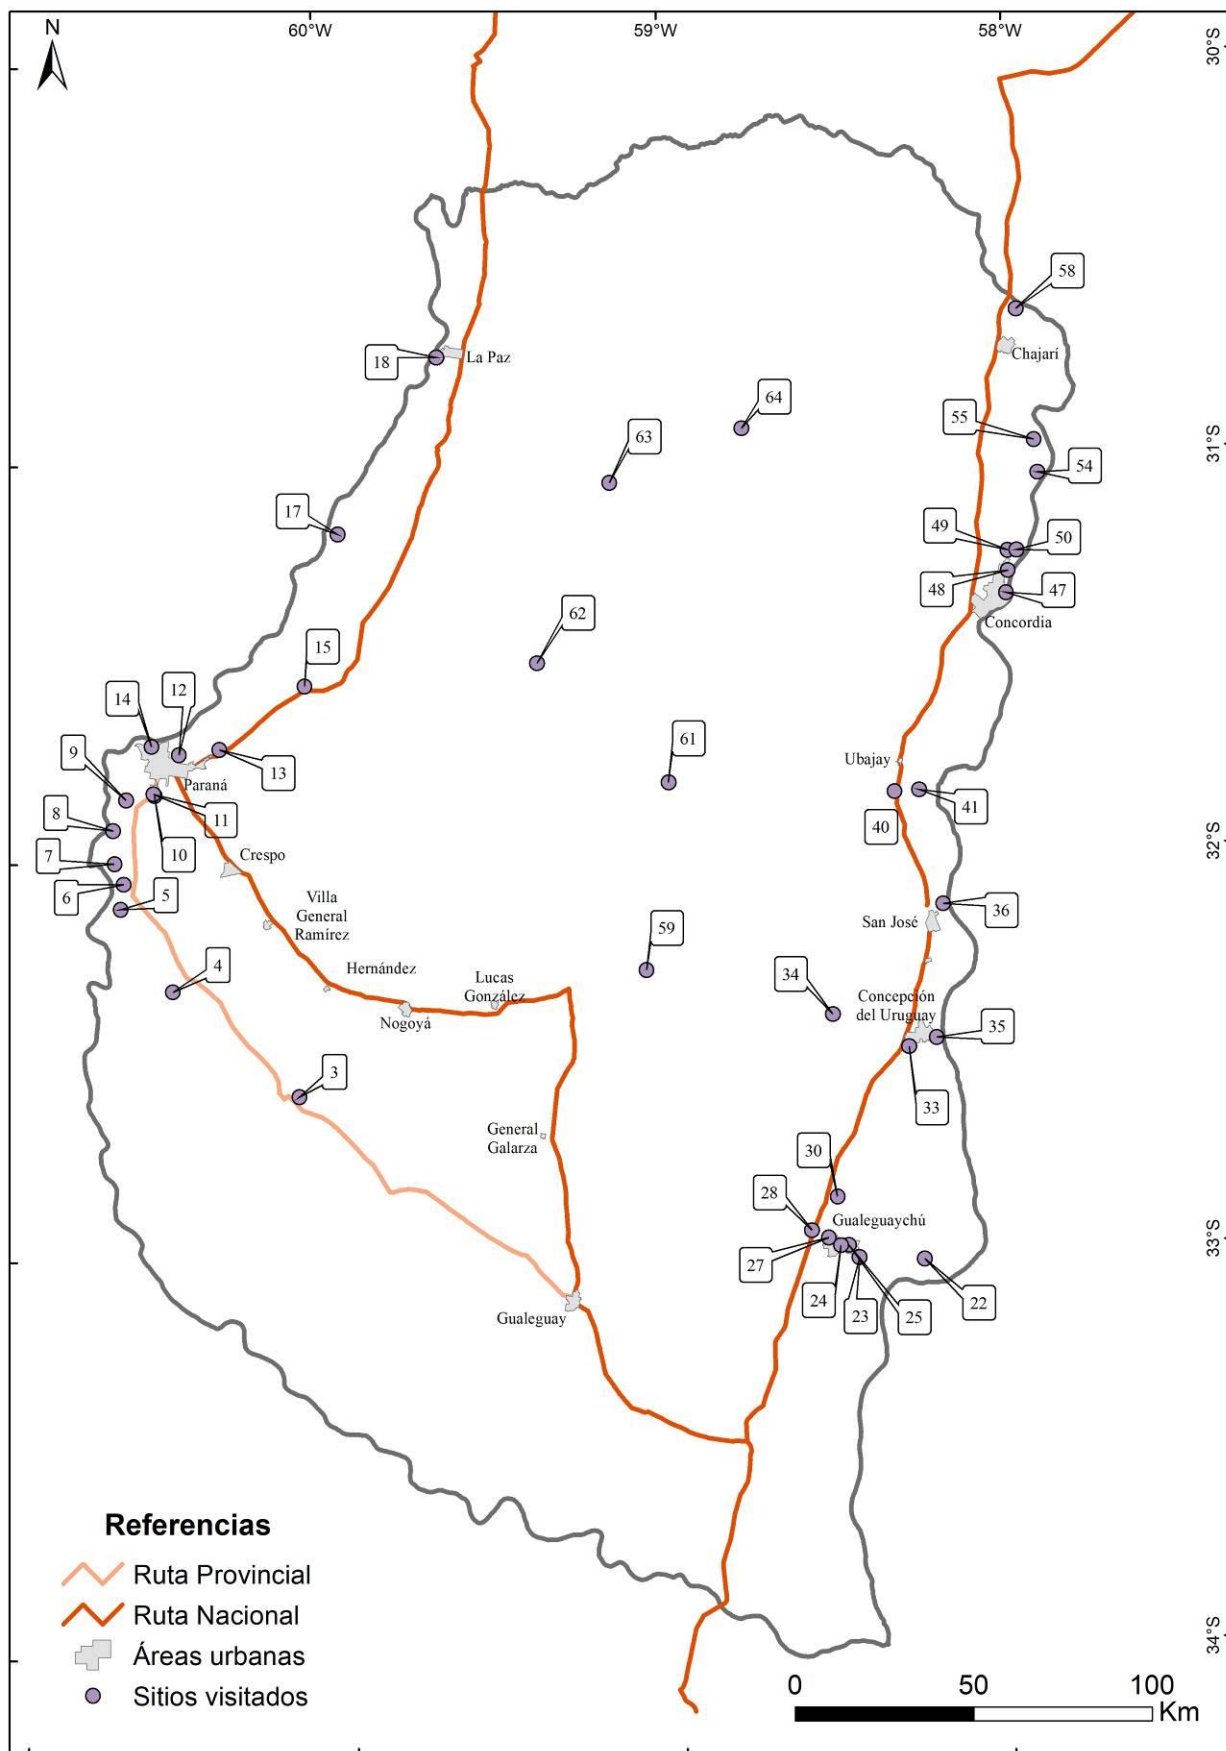 N
60°W
59°W
58°W
30°S
58
Chajarí
18
La Paz
64
55
63
31°S
54
17
49
50
48
47
Concordia
62
15
12
14
9
61
Ubajay
13
Paraná
8
11
41
40
7
10
Crespo
32°S
6
5
Villa
General
Ramírez
36
San José
59
4
Hernández
Lucas
González
34
Concepción
del Uruguay
Nogoyá
35
3
33
General
Galarza
30
28
Gualeguaychú
33°S
27
24
23
25
22
Gualeguay
Referencias
Ruta Provincial
Ruta Nacional
Áreas urbanas
Sitios visitados
34°S
0
50
100
Km